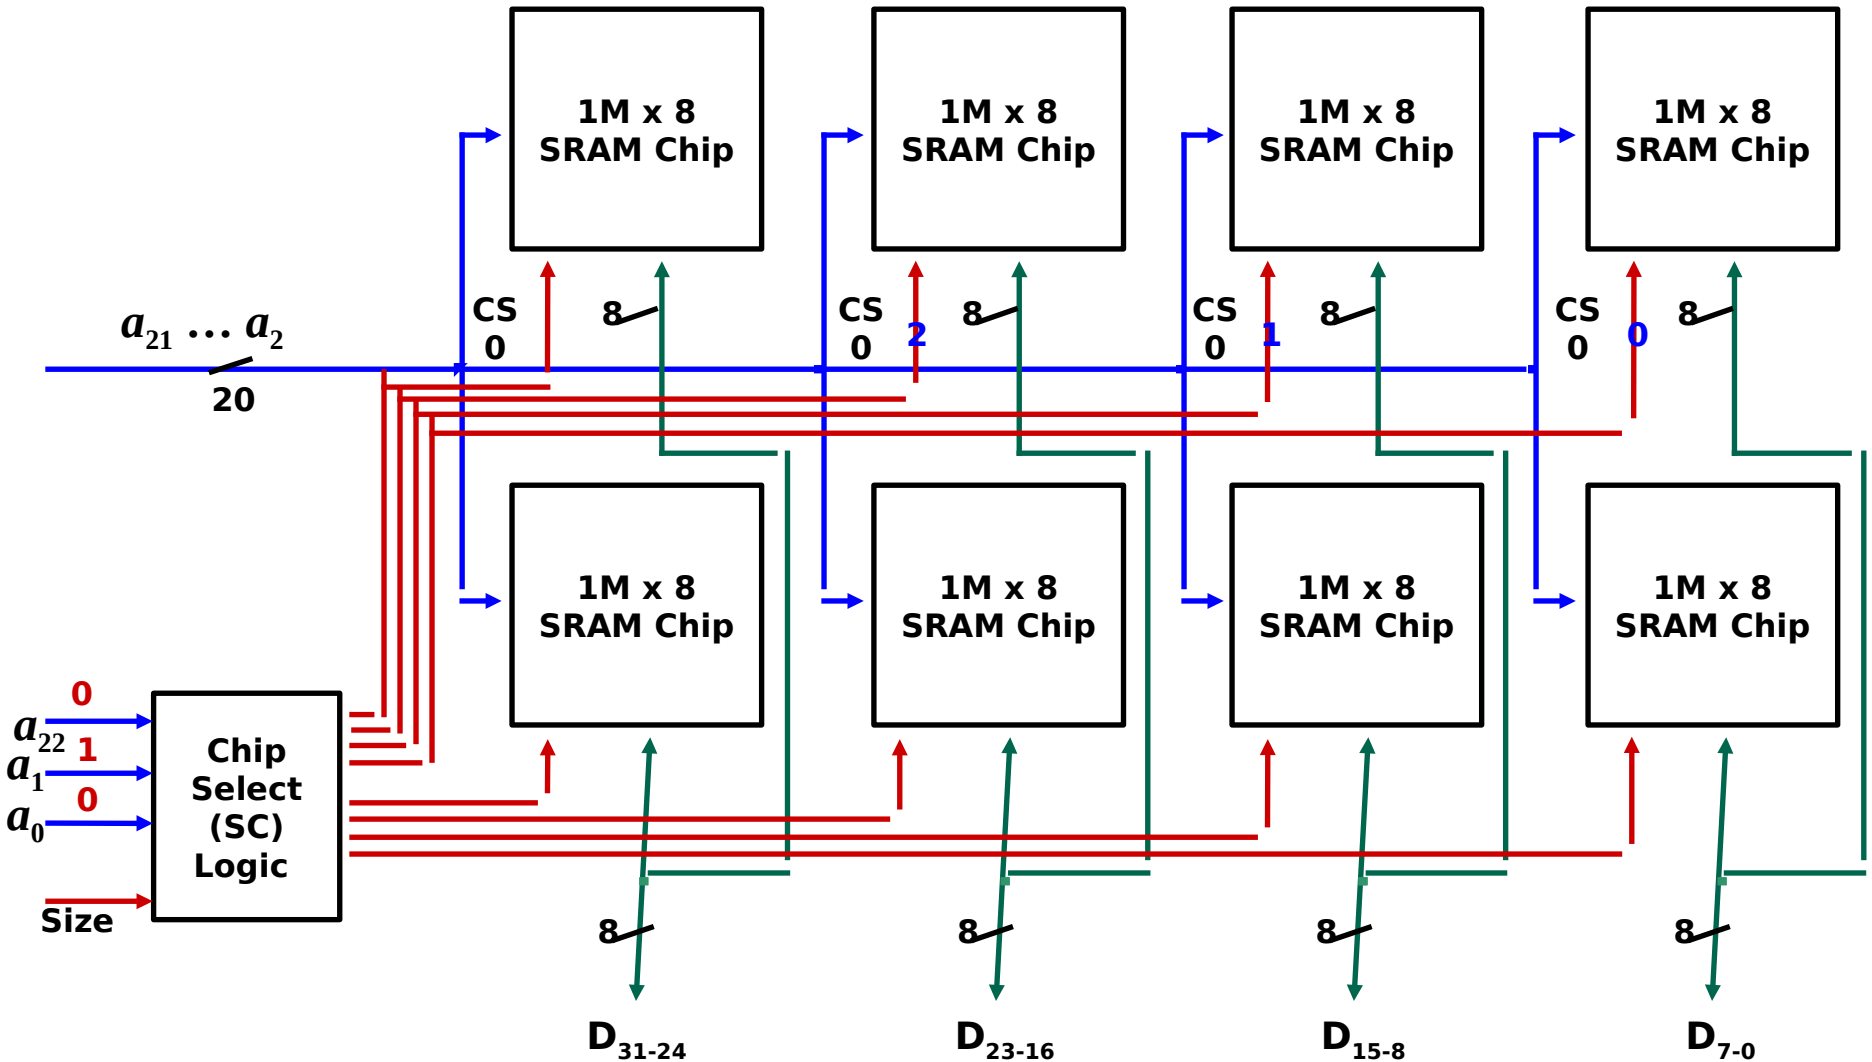 1M x 8
SRAM Chip
1M x 8
SRAM Chip
1M x 8
SRAM Chip
1M x 8
SRAM Chip
a21 … a2
20
CS
0
8
CS
0
2
8
CS
0
1
8
CS
0
0
8
1M x 8
SRAM Chip
1M x 8
SRAM Chip
1M x 8
SRAM Chip
1M x 8
SRAM Chip
0
a22
1
a1
0
a0
Size
Chip
Select
(SC)
Logic
8
8
8
8
D31-24
D23-16
D15-8
D7-0